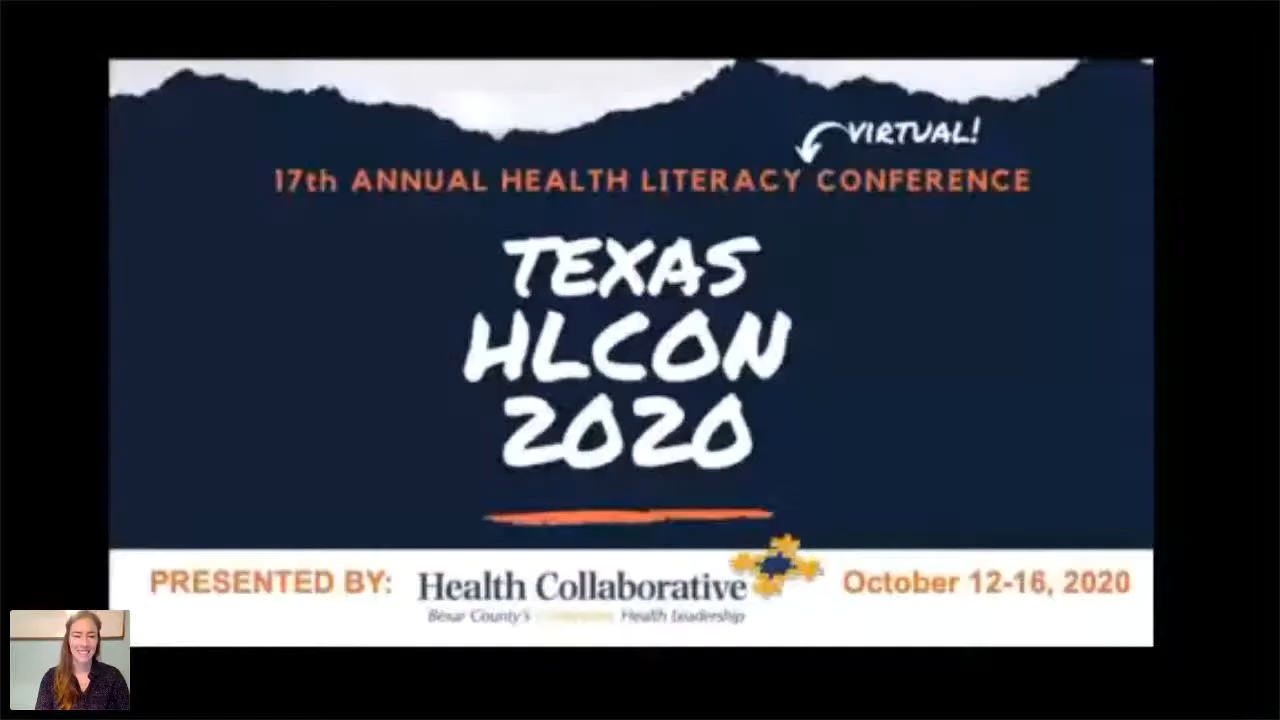 VIRTUAL!
17th ANNUAL HEALTH LITERACY CONFERENCE
TEXAS
HLCON
2020
PRESENTED BY:
Health Collaborative
Bexar County's Health Leadership
October 12-16, 2020